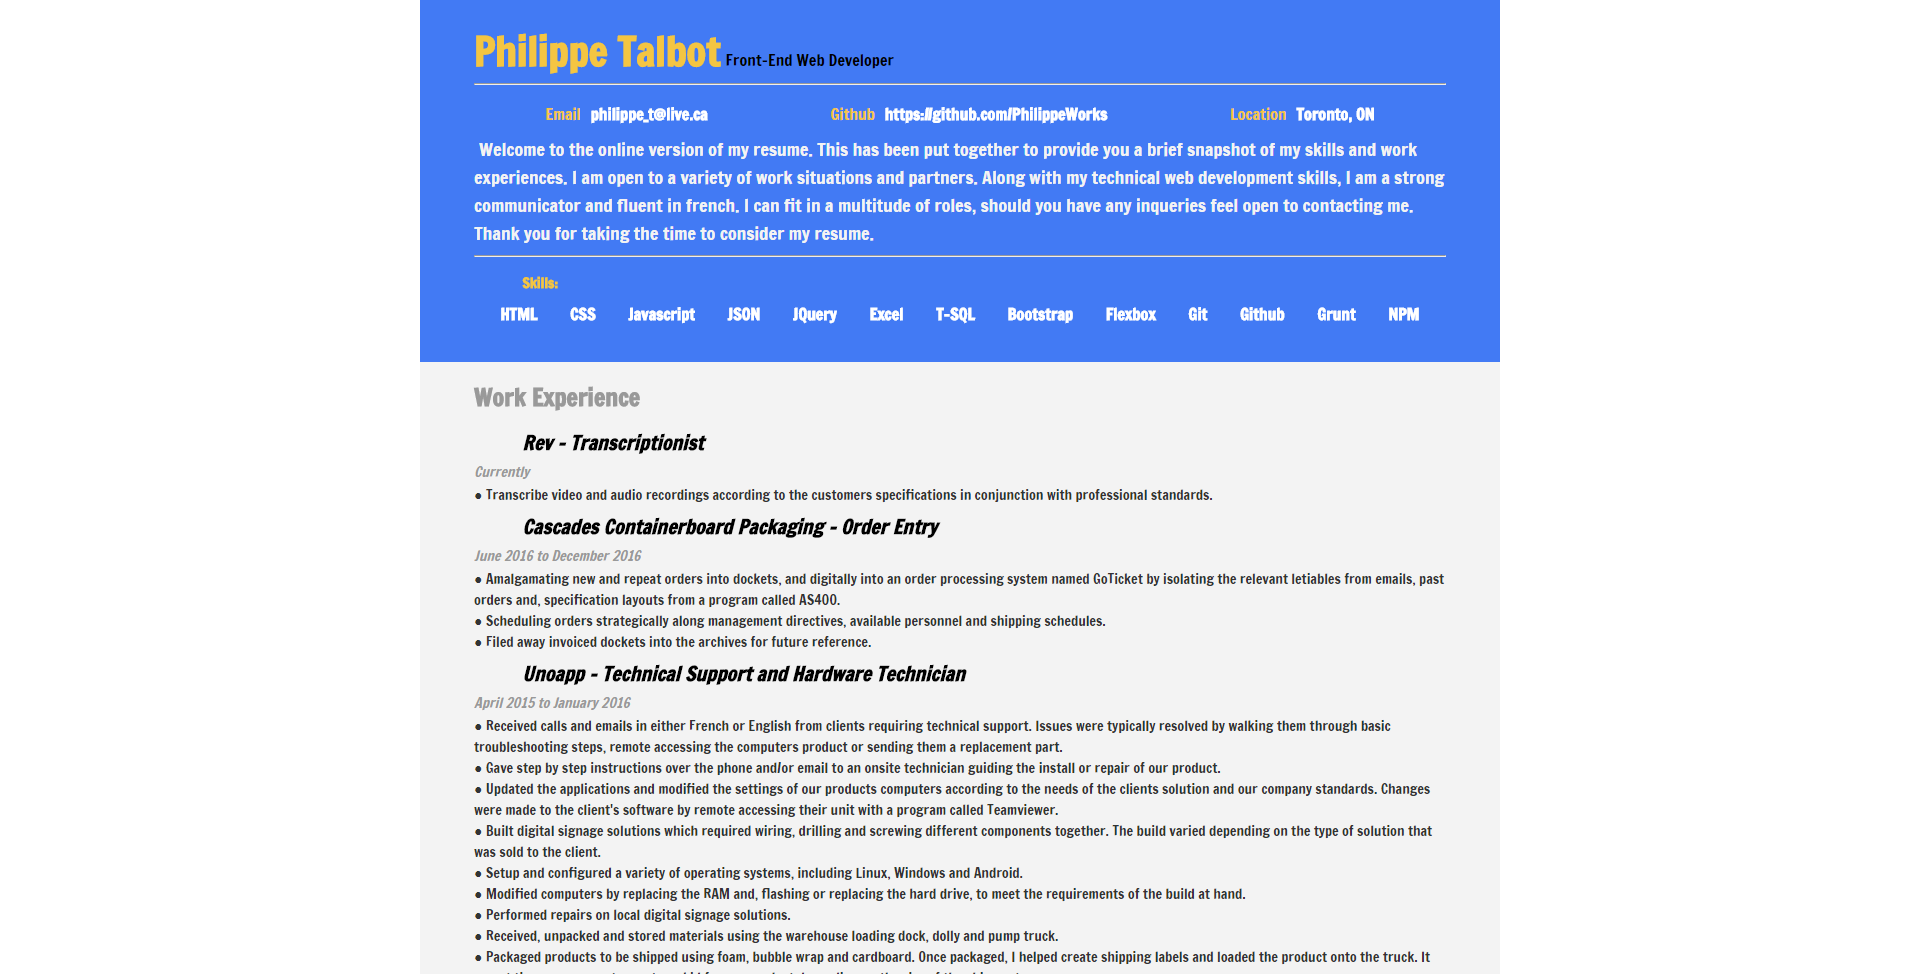 Philippe Talbot Front-End Web Developer
Email philippe_t@live.ca Github https://github.com/PhilippeWorks Location Toronto, ON
Welcome to the online version of my resume. This has been put together to provide you a brief snapshot of my skills and work
experiences. I am open to a variety of work situations and partners. Along with my technical web development skills, I am a strong
communicator and fluent in french. I can fit in a multitude of roles, should you have any inqueries feel open to contacting me.
Thank you for taking the time to consider my resume.
Skills:
HTML CSS Javascript JSON JQuery Excel T-SQL Bootstrap Flexbox Git Github Grunt NPM
Work Experience
Rev - Transcriptionist
Currently
● Transcribe video and audio recordings according to the customers specifications in conjunction with professional standards.
Cascades Containerboard Packaging - Order Entry
June 2016 to December 2016
● Amalgamating new and repeat orders into dockets, and digitally into an order processing system named GoTicket by isolating the relevant letiables from emails, past
orders and, specification layouts from a program called AS400.
● Scheduling orders strategically along management directives, available personnel and shipping schedules.
● Filed away invoiced dockets into the archives for future reference.
Unoapp - Technical Support and Hardware Technician
April 2015 to January 2016
● Received calls and emails in either French or English from clients requiring technical support. Issues were typically resolved by walking them through basic
troubleshooting steps, remote accessing the computers product or sending them a replacement part.
● Gave step by step instructions over the phone and/or email to an onsite technician guiding the install or repair of our product.
● Updated the applications and modified the settings of our products computers according to the needs of the clients solution and our company standards. Changes
were made to the client's software by remote accessing their unit with a program called Teamviewer.
● Built digital signage solutions which required wiring, drilling and screwing different components together. The build varied depending on the type of solution that
was sold to the client.
● Setup and configured a variety of operating systems, including Linux, Windows and Android.
● Modified computers by replacing the RAM and, flashing or replacing the hard drive, to meet the requirements of the build at hand.
● Performed repairs on local digital signage solutions.
● Received, unpacked and stored materials using the warehouse loading dock, dolly and pump truck.
● Packaged products to be shipped using foam, bubble wrap and cardboard. Once packaged, I helped create shipping labels and loaded the product onto the truck. It